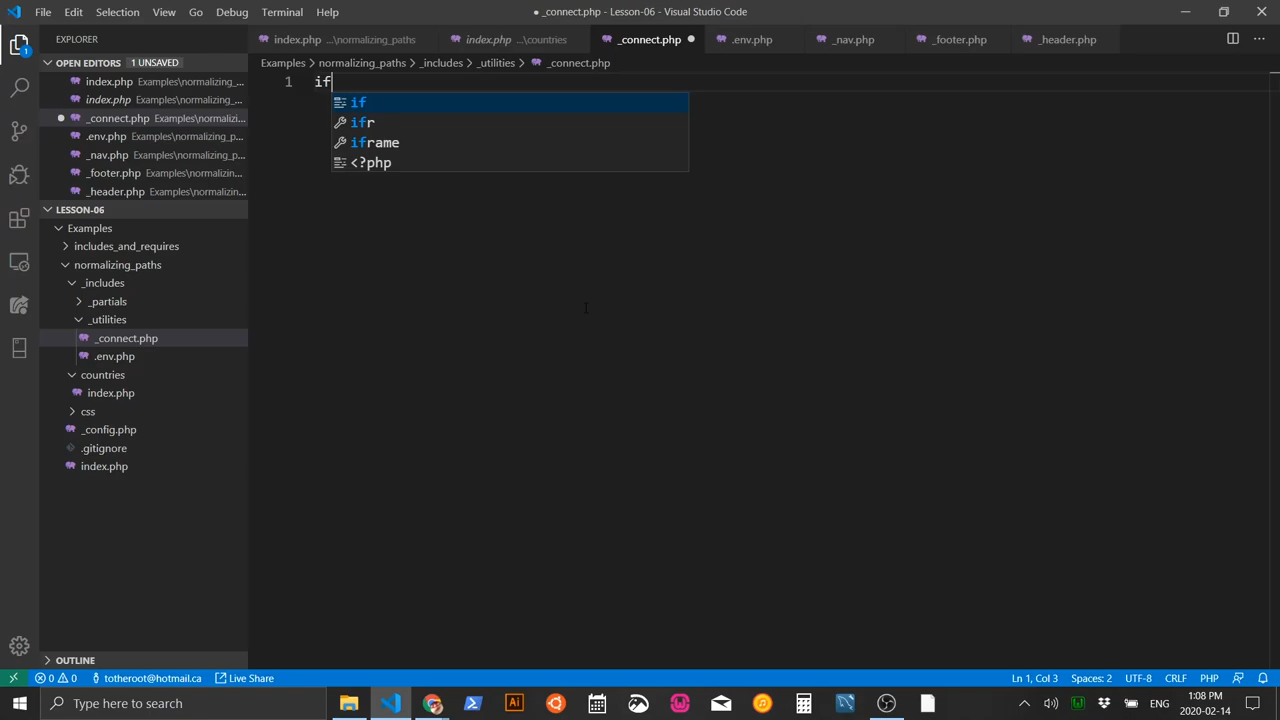 File Edit Selection View Go Debug Terminal Help
● _connect.php - Lesson-06 - Visual Studio Code
1
EXPLORER
index.php ...\normalizing_paths
index.php ...\countries
_connect.php ●
.env.php
_nav.php
_footer.php
_header.php
OPEN EDITORS 1 UNSAVED
Examples > normalizing_paths > _includes > _utilities > _connect.php
index.php Examples\normalizing_...
index.php Examples\normalizing_...
_connect.php Examples\normalizi...
.env.php Examples\normalizing_p...
_nav.php Examples\normalizing_p...
_footer.php Examples\normalizin...
_header.php Examples\normalizin...
1 if
if
ifr
iframe
<?php
LESSON-06
Examples
includes_and_requires
normalizing_paths
_includes
_partials
_utilities
_connect.php
.env.php
countries
index.php
css
_config.php
.gitignore
index.php
OUTLINE
0 0 totheroot@hotmail.ca Live Share
Ln 1, Col 3 Spaces: 2 UTF-8 CRLF PHP
Type here to search
Ai
ENG
1:08 PM
2020-02-14